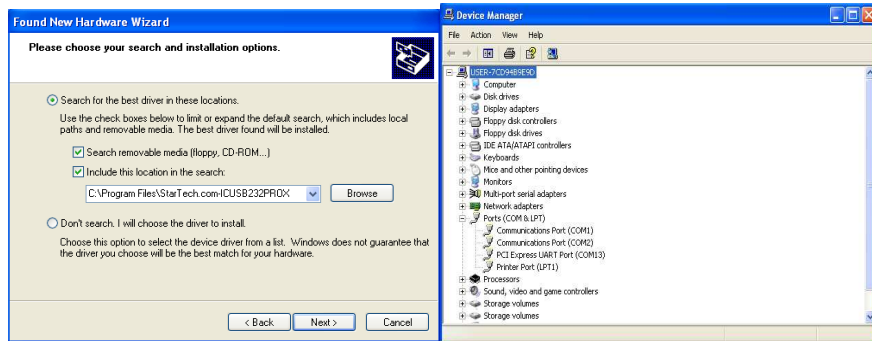 Found New Hardware Wizard
Please choose your search and installation options.
Search for the best driver in these locations.
Use the check boxes below to limit or expand the default search, which includes local
paths and removable media. The best driver found will be installed.
Search removable media (floppy, CD-ROM...)
Include this location in the search:
C:\Program Files\StarTech.com-ICUSB232PROX
Browse
Don't search. I will choose the driver to install.
Choose this option to select the device driver from a list. Windows does not guarantee that
the driver you choose will be the best match for your hardware.
< Back
Next >
Cancel
Device Manager
File Action View Help
USER-7CD94B9E9D
Computer
Disk drives
Display adapters
Floppy disk controllers
Floppy disk drives
IDE ATA/ATAPI controllers
Keyboards
Mice and other pointing devices
Monitors
Multi-port serial adapters
Network adapters
Ports (COM & LPT)
Communications Port (COM1)
Communications Port (COM2)
PCI Express UART Port (COM13)
Printer Port (LPT1)
Processors
Sound, video and game controllers
Storage volumes
Storage volumes